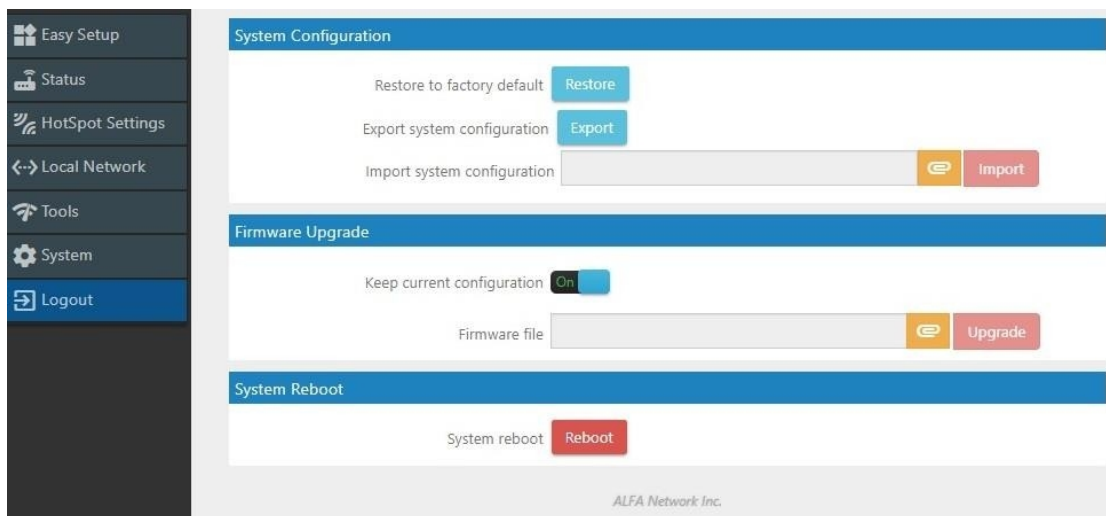 Easy Setup
Status
HotSpot Settings
Local Network
Tools
System
Logout
System Configuration
Restore to factory default Restore
Export system configuration Export
Import system configuration Import
Firmware Upgrade
Keep current configuration On
Firmware file Upgrade
System Reboot
System reboot Reboot
ALFA Network Inc.